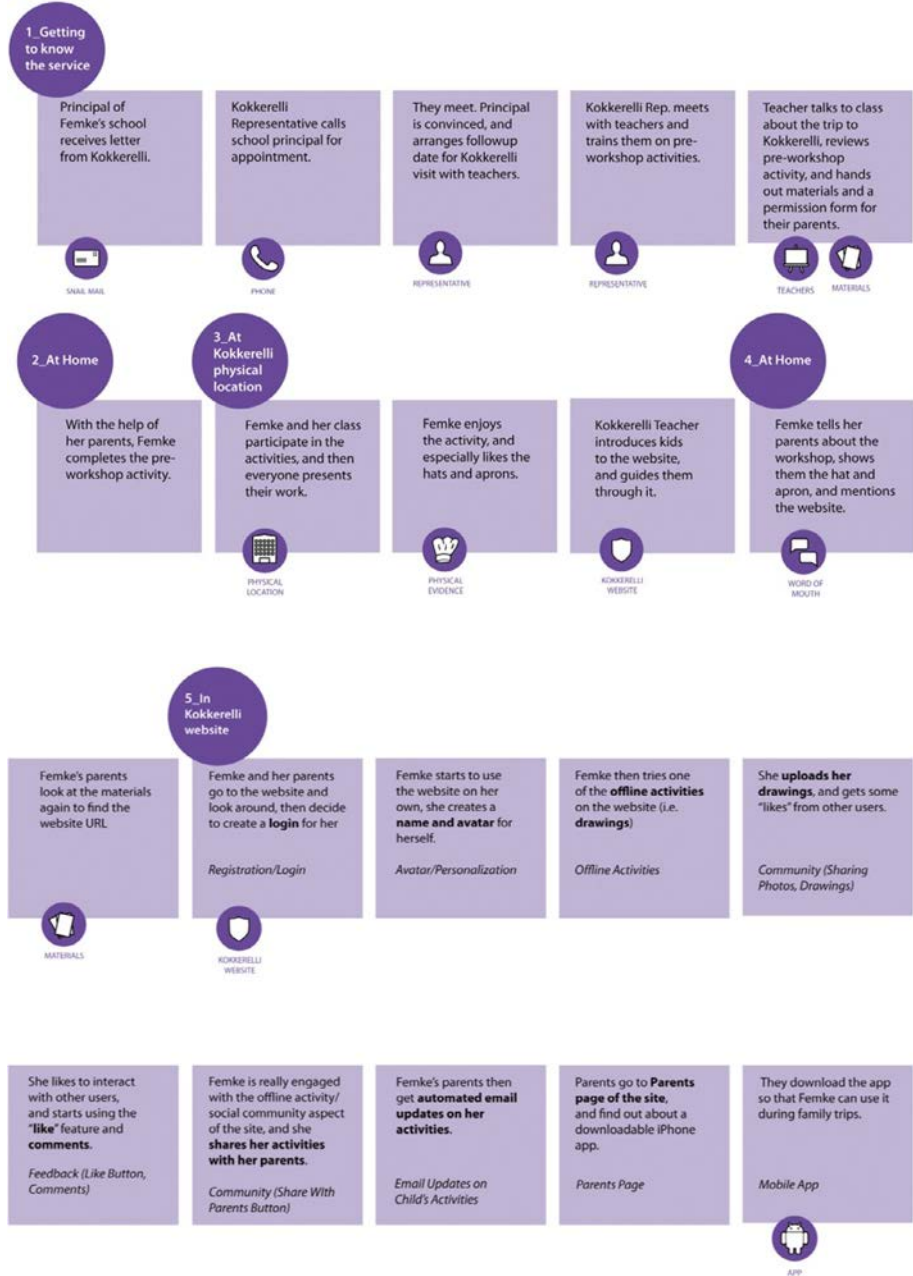 1_Getting
to know
the service
Principal of
Femke's school
receives letter
from Kokkerelli.
SNAIL MAIL
Kokkerelli
Representative calls
school principal for
appointment.
PHONE
They meet. Principal
is convinced, and
arranges followup
date for Kokkerelli
visit with teachers.
REPRESENTATIVE
Kokkerelli Rep. meets
with teachers and
trains them on pre-
workshop activities.
REPRESENTATIVE
Teacher talks to class
about the trip to
Kokkerelli, reviews
pre-workshop
activity, and hands
out materials and a
permission form for
their parents.
TEACHERS
MATERIALS
2_At Home
With the help of
her parents, Femke
completes the pre-
workshop activity.
3_At
Kokkerelli
physical
location
Femke and her class
participate in the
activities, and then
everyone presents
their work.
PHYSICAL
LOCATION
Femke enjoys
the activity, and
especially likes the
hats and aprons.
PHYSICAL
EVIDENCE
Kokkerelli Teacher
introduces kids
to the website,
and guides them
through it.
KOKKERELLI
WEBSITE
4_At Home
Femke tells her
parents about the
workshop, shows
them the hat and
apron, and mentions
the website.
WORD OF
MOUTH
Femke's parents
look at the materials
again to find the
website URL
MATERIALS
5_In
Kokkerelli
website
Femke and her parents
go to the website and
look around, then decide
to create a login for her
Registration/Login
KOKKERELLI
WEBSITE
Femke starts to use
the website on her
own, she creates a
name and avatar for
herself.
Avatar/Personalization
Femke then tries one
of the offline activities
on the website (i.e.
drawings)
Offline Activities
She uploads her
drawings, and gets some
"likes" from other users.
Community (Sharing
Photos, Drawings)
She likes to interact
with other users,
and starts using the
"like" feature and
comments.
Feedback (Like Button,
Comments)
Femke is really engaged
with the offline activity/
social community aspect
of the site, and she
shares her activities
with her parents.
Community (Share With
Parents Button)
Femke's parents then
get automated email
updates on her
activities.
Email Updates on
Child's Activities
Parents go to Parents
page of the site,
and find out about a
downloadable iPhone
app.
Parents Page
They download the app
so that Femke can use it
during family trips.
Mobile App
APP